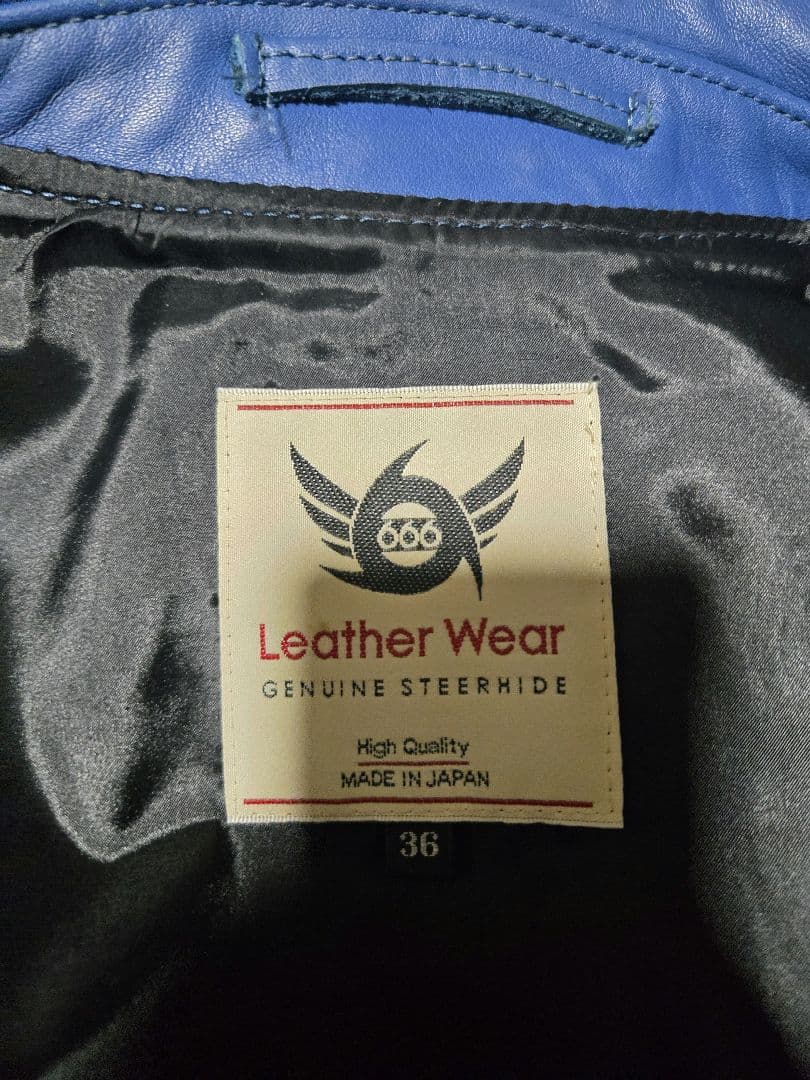 666
Leather Wear
GENUINE STEERHIDE
High Quality
MADE IN JAPAN
36